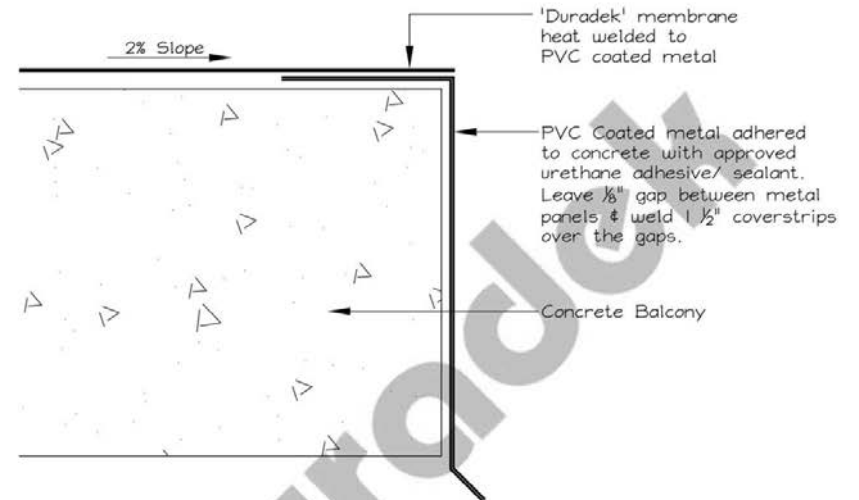 'Duradek' membrane
heat welded to
PVC coated metal
2% Slope
PVC Coated metal adhered
to concrete with approved
urethane adhesive/ sealant.
Leave ⅛" gap between metal
panels & weld 1 ½" coverstrips
over the gaps.
Concrete Balcony
uradek